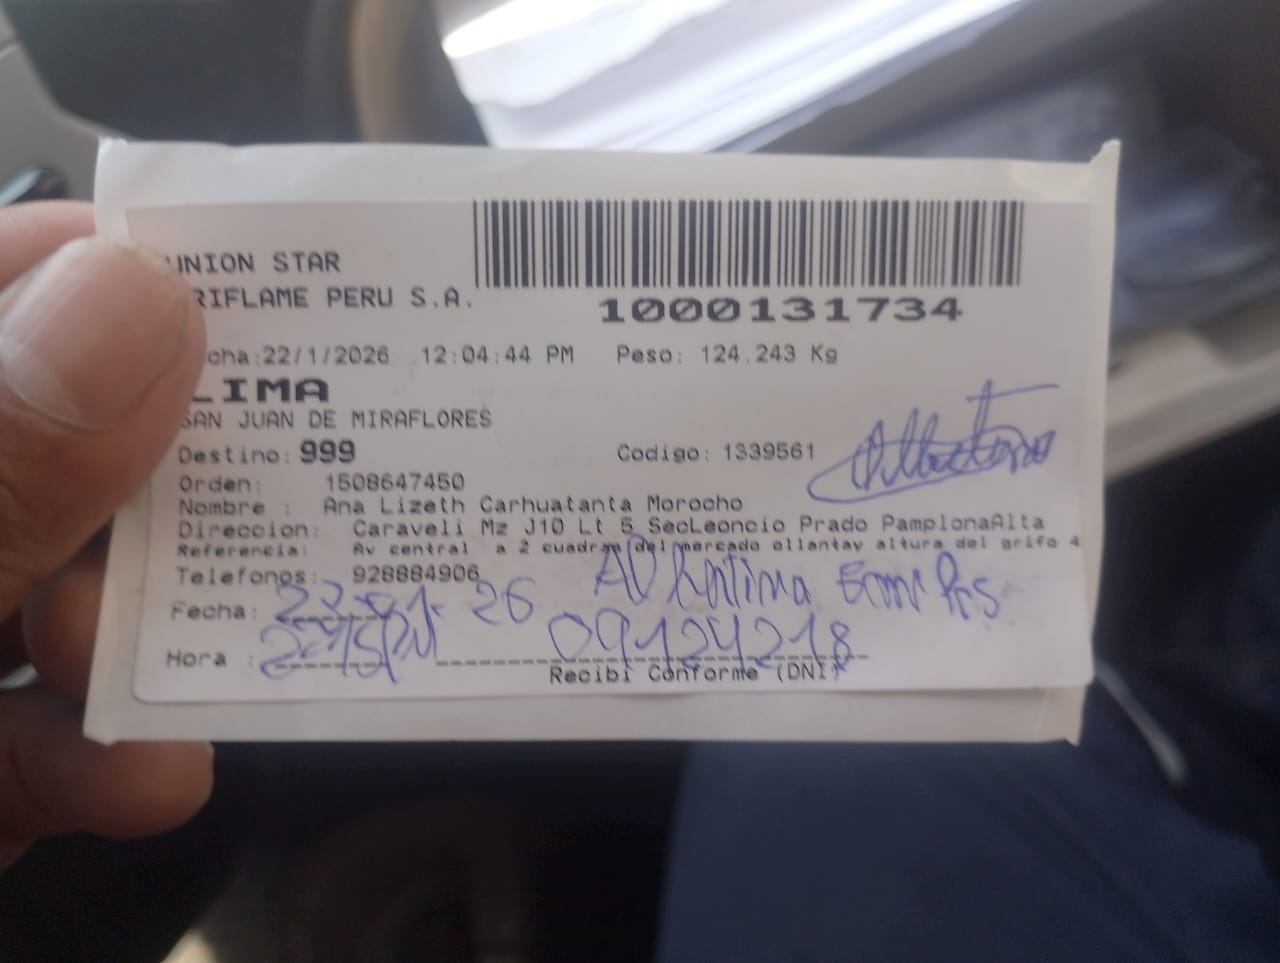 UNION STAR
RIFLAME PERU S.A.
1000131734
cha:22/1/2026 12:04:44 PM Peso: 124.243 Kg
LIMA
SAN JUAN DE MIRAFLORES
Destino: 999 Codigo: 1339561
Orden: 1508647450
Nombre : Ana Lizeth Carhuatanta Morocho
Direccion: Caraveli Mz J10 Lt 5 SecLeoncio Prado PamplonaAlta
Referencia: Av central a 2 cuadras del mercado ollantay altura del grifo 4
Telefonos: 928884906
Fecha: 26
Hora : 09124218
Recibi Conforme (DNI)